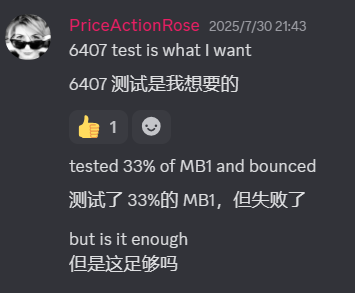 PriceActionRose 2025/7/30 21:43
6407 test is what I want
6407 测试是我想要的
1
tested 33% of MB1 and bounced
测试了 33%的 MB1，但失败了
but is it enough
但是这足够吗